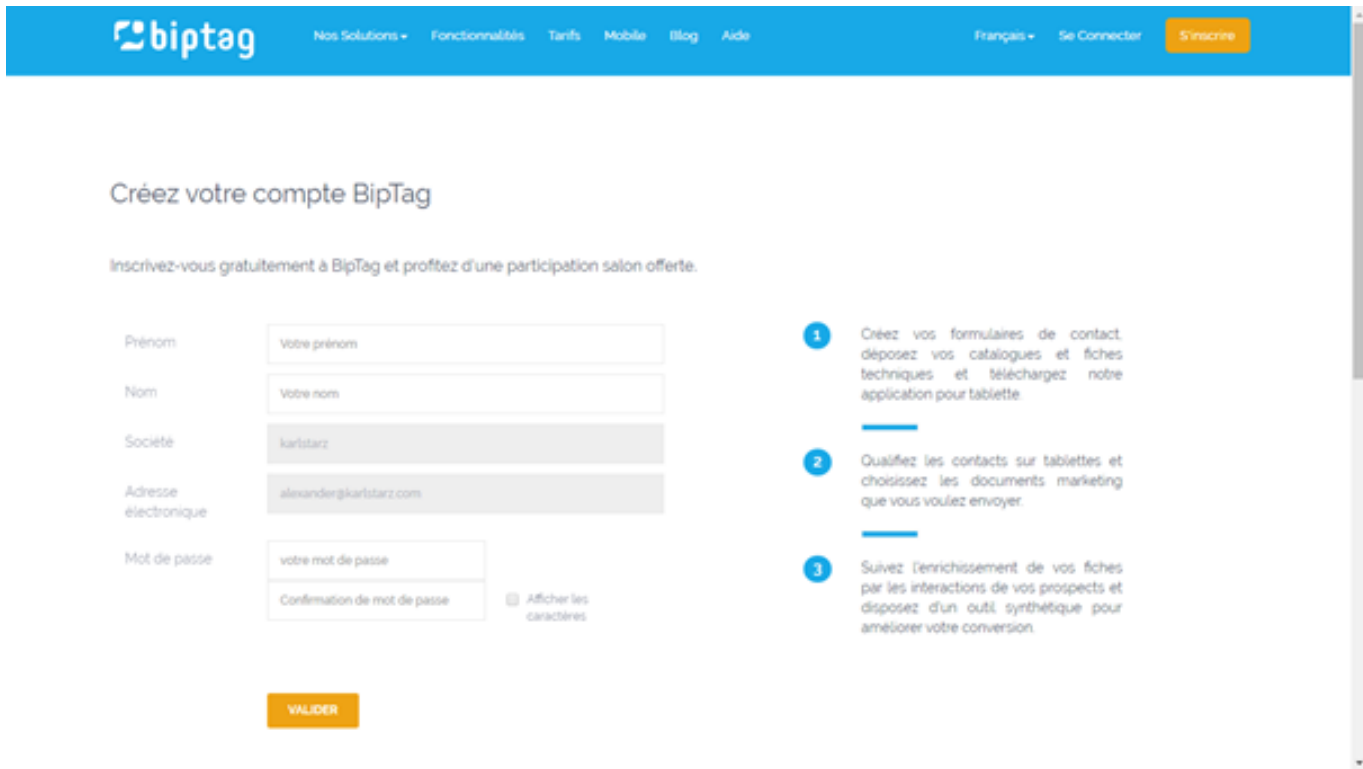 biptag
Nos Solutions
Fonctionnalités
Tarifs
Mobile
Blog
Aide
Français
Se Connecter
S'inscrire
Créez votre compte BipTag
Inscrivez-vous gratuitement à BipTag et profitez d'une participation salon offerte.
Prénom
Votre prénom
Nom
Votre nom
Société
karlstarz
Adresse
électronique
alexander@karlstarz.com
Mot de passe
votre mot de passe
Confirmation de mot de passe
Afficher les
caractères
VALIDER
1
Créez vos formulaires de contact,
déposez vos catalogues et fiches
techniques et téléchargez notre
application pour tablette.
2
Qualifiez les contacts sur tablettes et
choisissez les documents marketing
que vous voulez envoyer.
3
Suivez l'enrichissement de vos fiches
par les interactions de vos prospects et
disposez d'un outil synthétique pour
améliorer votre conversion.